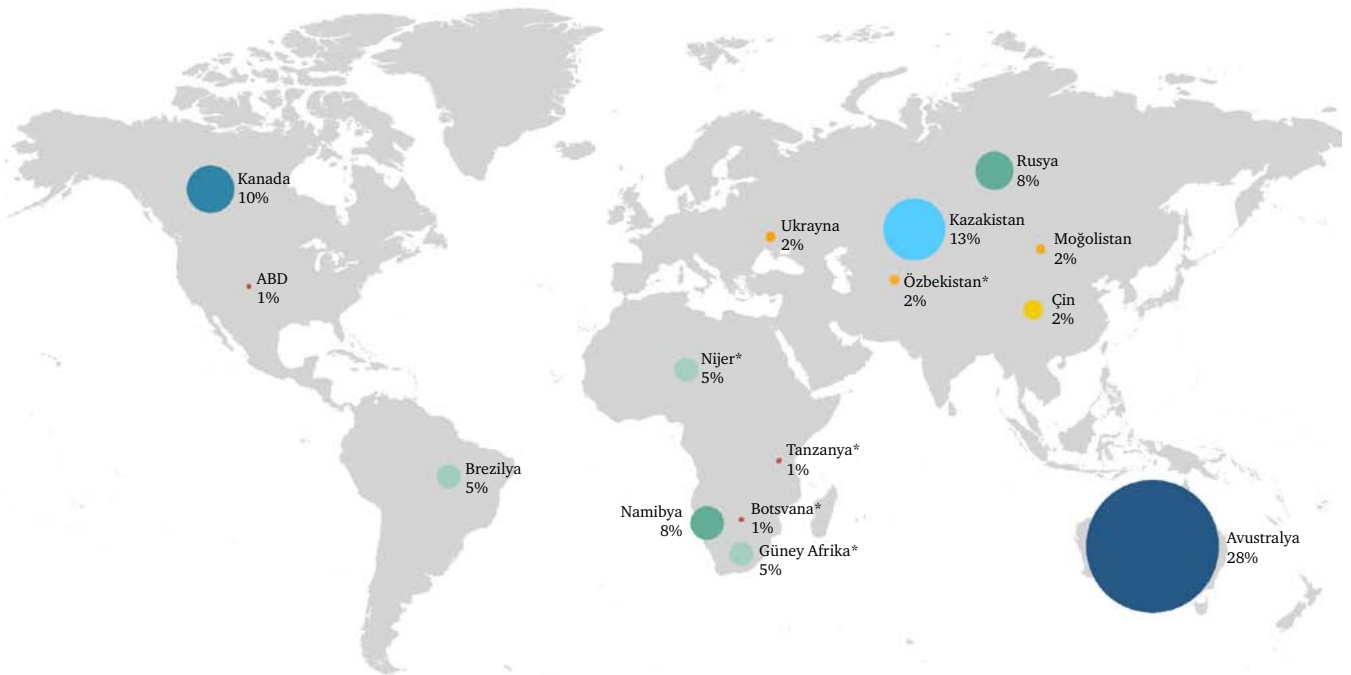 Kanada
10%
ABD
1%
Brezilya
5%
Ukrayna
2%
Rusya
8%
Kazakistan
13%
Moğolistan
2%
Özbekistan*
2%
Çin
2%
Nijer*
5%
Tanzanya*
1%
Namibya
8%
Botsvana*
1%
Güney Afrika*
5%
Avustralya
28%